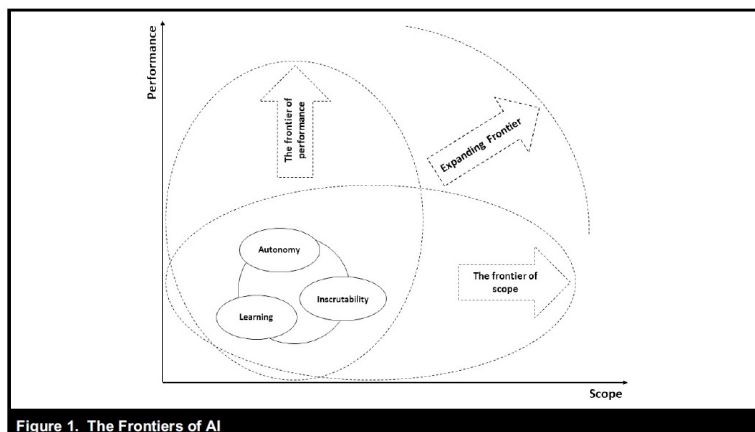 Performance
The frontier of
performance
Expanding Frontier
Autonomy
Inscrutability
Learning
The frontier of
scope
Scope
Figure 1. The Frontiers of AI